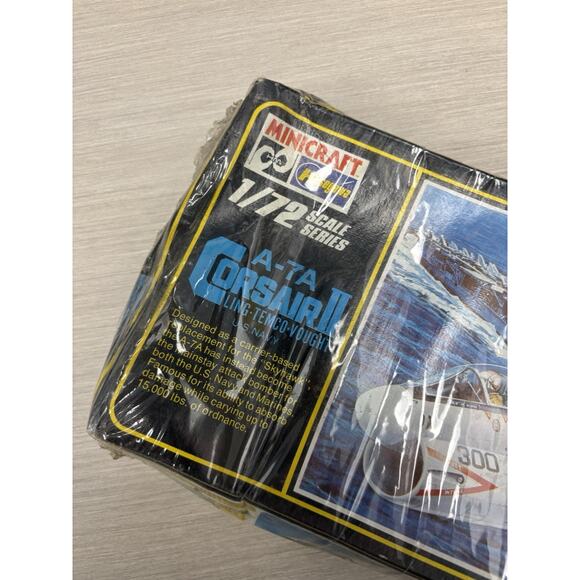 MINICRAFT
Hasegawa
1/72 SCALE SERIES
A-7A
CORSAIR II
LING-TEMCO-VOUGHT
U.S. NAVY
Designed as a carrier-based
replacement for the "Skyhawk",
the A-7A has instead become
the mainstay attack bomber for
both the U.S. Navy and Marines.
Famous for its ability to absorb
damage while carrying up to
15,000 lbs. of ordnance.
300